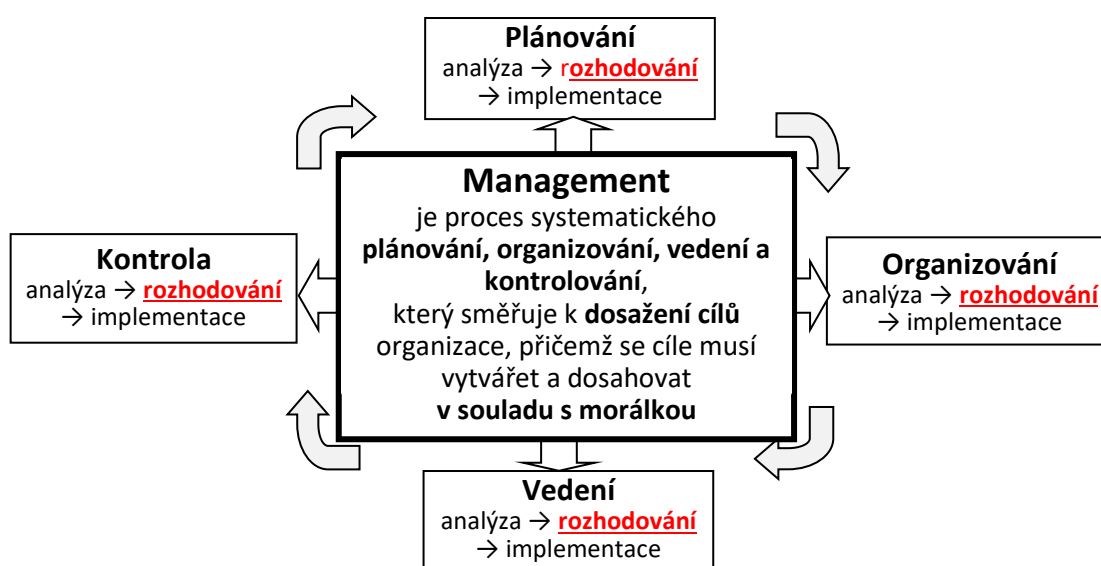 Plánování
analýza → rozhodování
→ implementace
Management
je proces systematického
plánování, organizování, vedení a
kontrolování,
který směřuje k dosažení cílů
organizace, přičemž se cíle musí
vytvářet a dosahovat
v souladu s morálkou
Kontrola
analýza → rozhodování
→ implementace
Organizování
analýza → rozhodování
→ implementace
Vedení
analýza → rozhodování
→ implementace